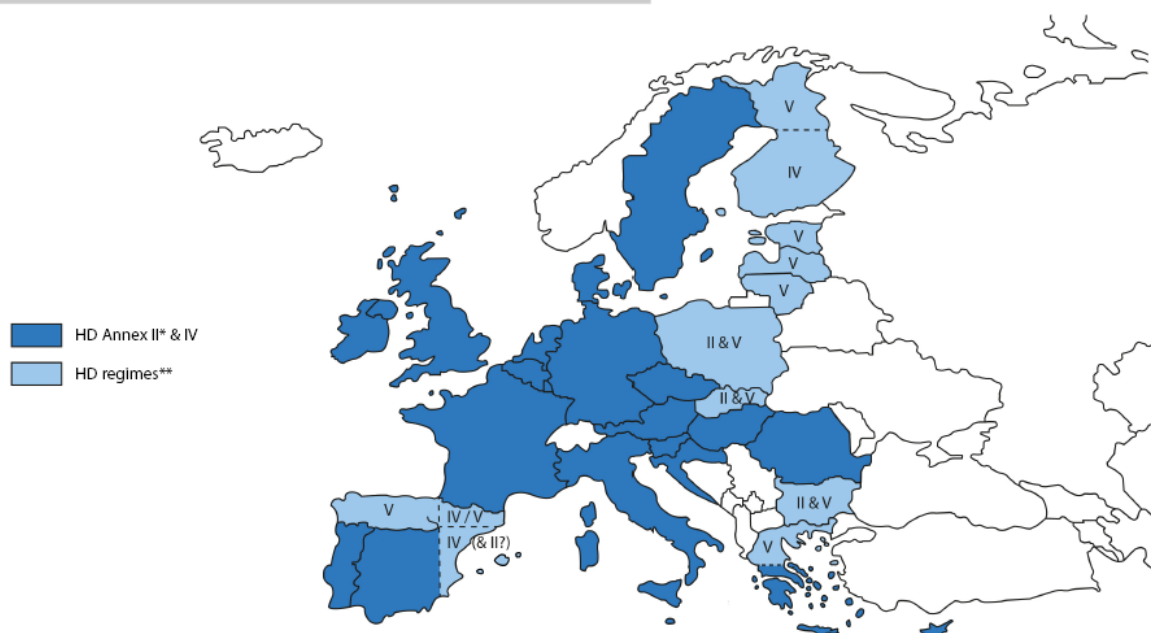 V
IV
V
V
V
II & V
HD Annex II* & IV
HD regimes**
II & V
II & V
V
IV / V
IV (& II?)
V